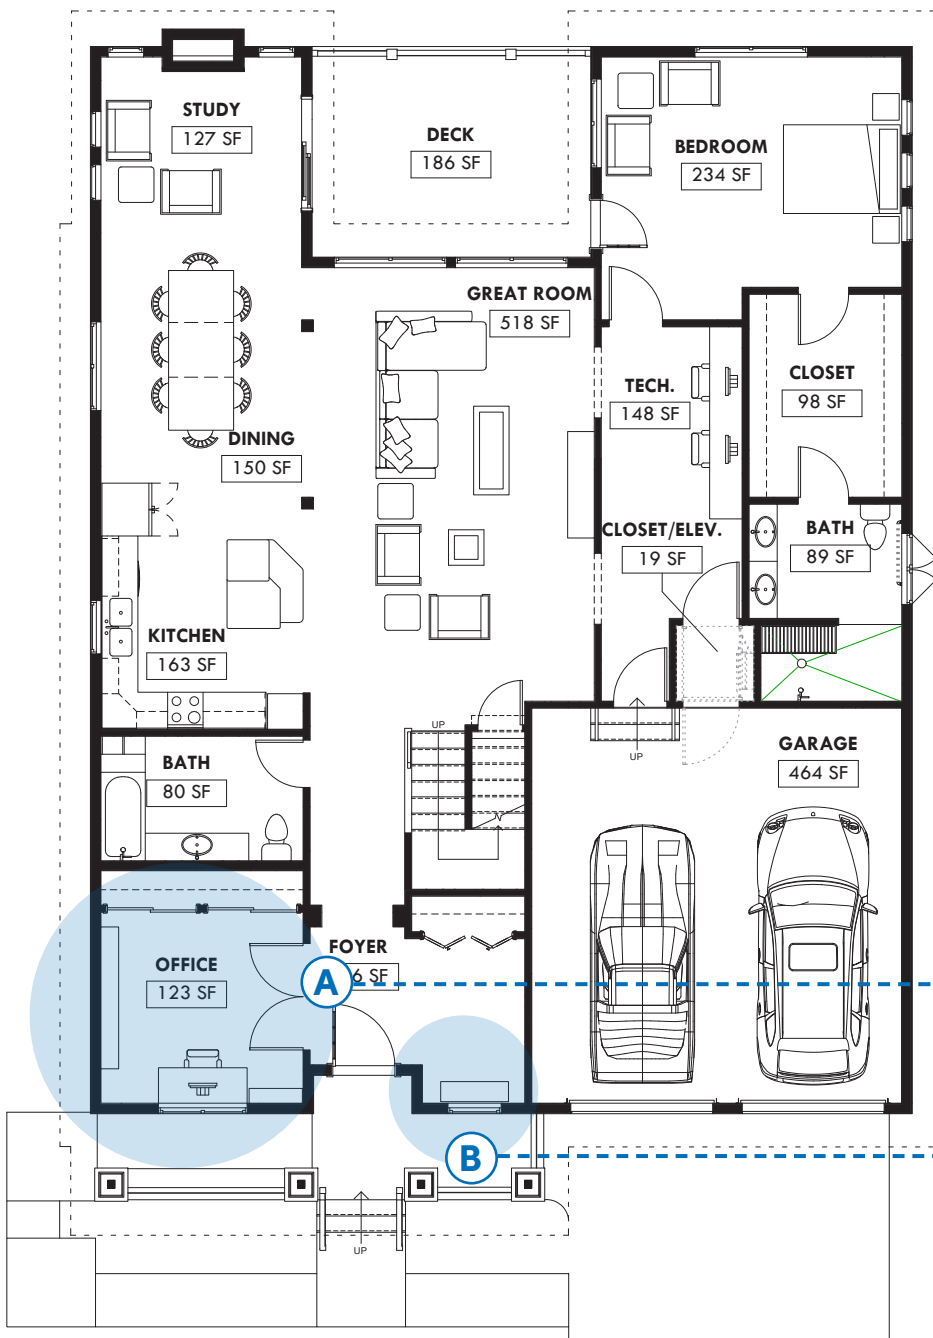 STUDY
127 SF
DECK
186 SF
BEDROOM
234 SF
GREAT ROOM
518 SF
TECH.
148 SF
CLOSET
98 SF
DINING
150 SF
CLOSET/ELEV.
19 SF
BATH
89 SF
KITCHEN
163 SF
UP
UP
GARAGE
464 SF
BATH
80 SF
OFFICE
123 SF
FOYER
6 SF
A
B
UP